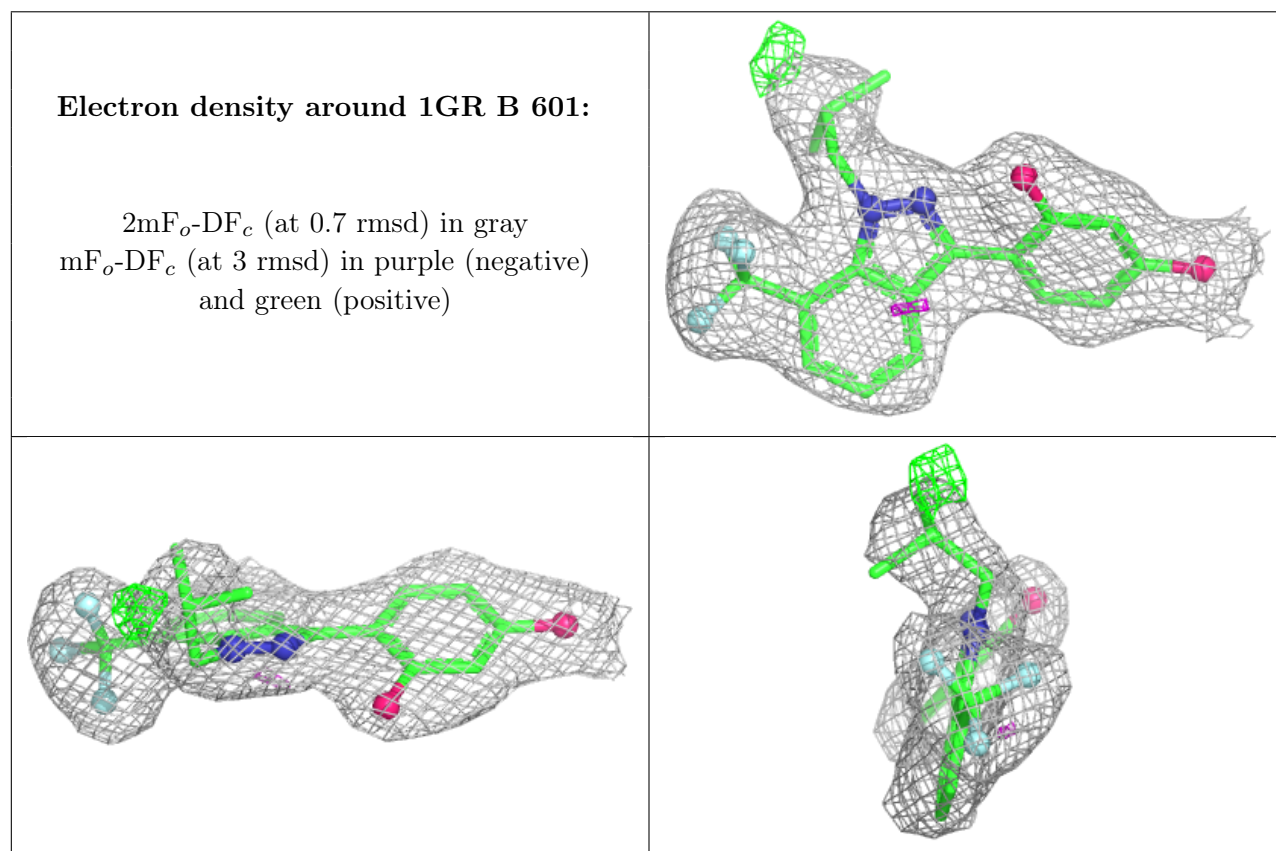 Electron density around 1GR B 601:
2mFo-DFc (at 0.7 rmsd) in gray
mFo-DFc (at 3 rmsd) in purple (negative)
and green (positive)